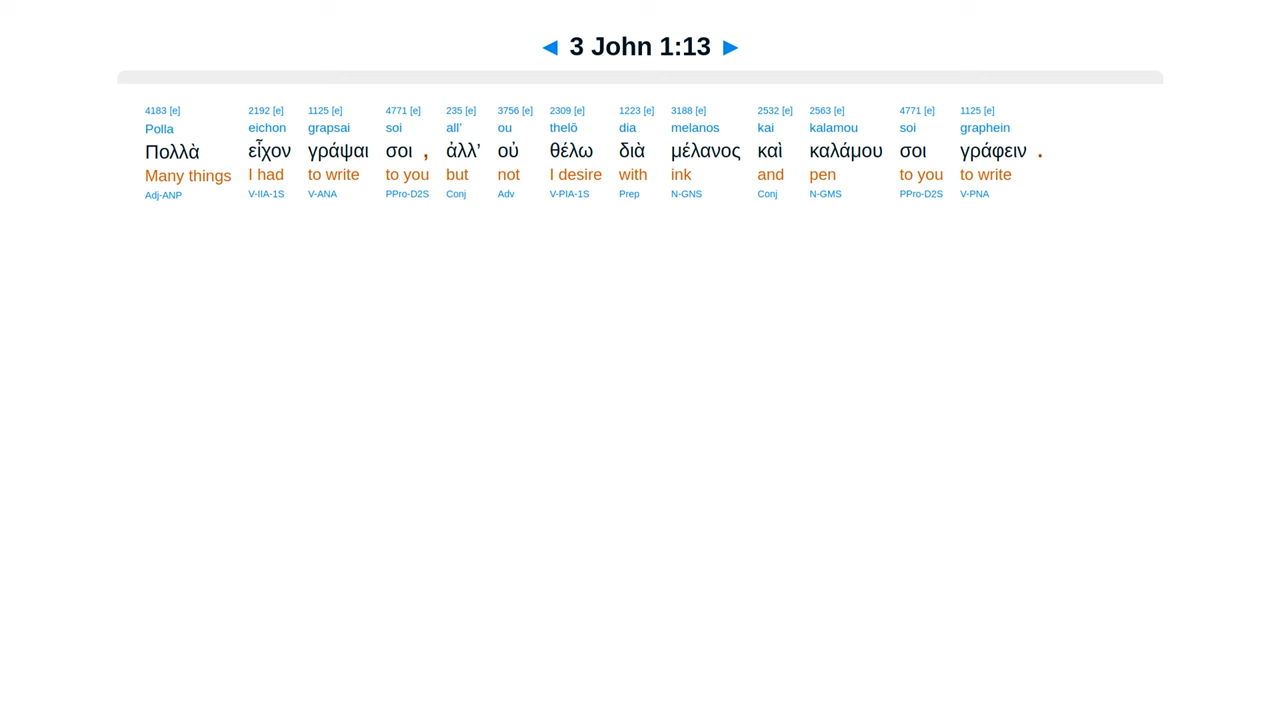 ◄ 3 John 1:13 ►
4183 [e] 2192 [e] 1125 [e] 4771 [e] 235 [e] 3756 [e] 2309 [e] 1223 [e] 3188 [e] 2532 [e] 2563 [e] 4771 [e] 1125 [e]
Polla eichon grapsai soi all’ ou thelō dia melanos kai kalamou soi graphein
Πολλὰ εἶχον γράψαι σοι , ἀλλ’ οὐ θέλω διὰ μέλανος καὶ καλάμου σοι γράφειν .
Many things I had to write to you but not I desire with ink and pen to you to write
Adj-ANP V-IIA-1S V-ANA PPro-D2S Conj Adv V-PIA-1S Prep N-GNS Conj N-GMS PPro-D2S V-PNA